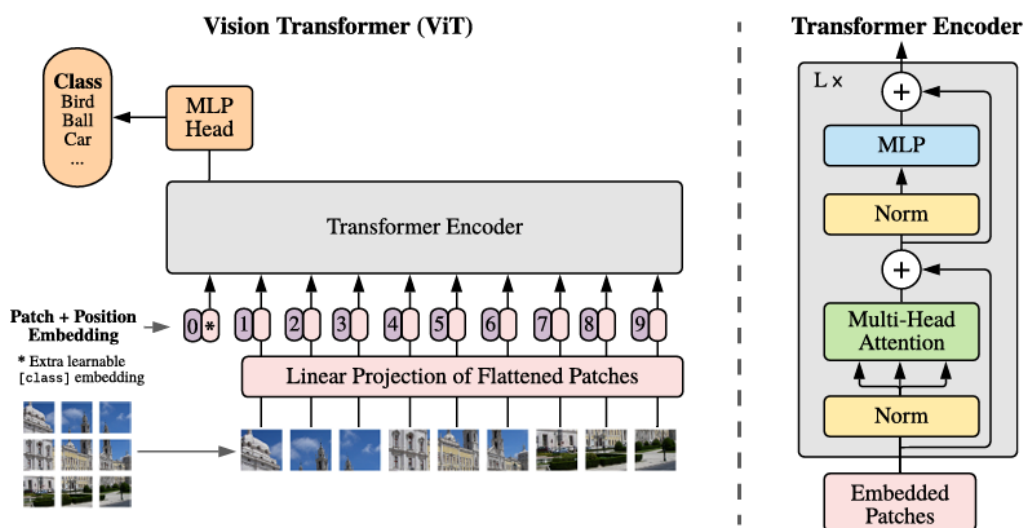 Vision Transformer (ViT)
Class
Bird
Ball
Car
...
MLP
Head
Transformer Encoder
Patch + Position
Embedding
0 * 1 2 3 4 5 6 7 8 9
* Extra learnable
[class] embedding
Linear Projection of Flattened Patches
Transformer Encoder
L ×
+
MLP
Norm
+
Multi-Head
Attention
Norm
Embedded
Patches